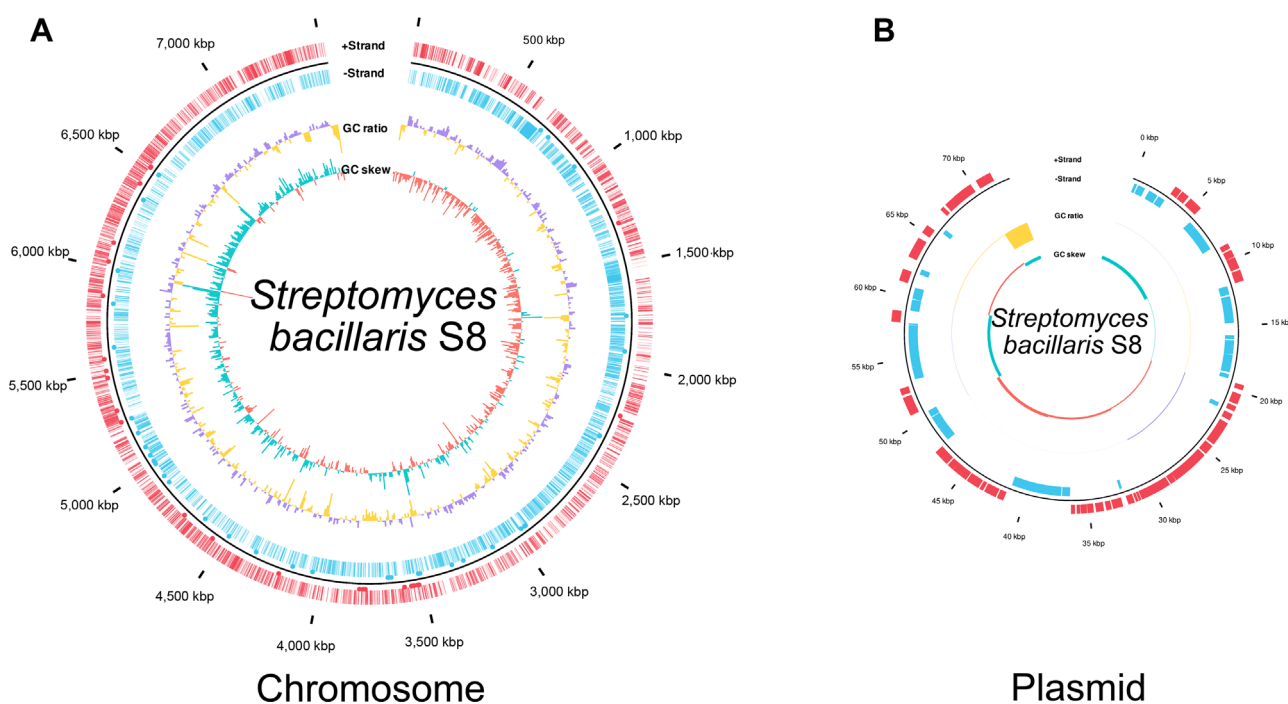 A
7,000 kbp
+Strand
500 kbp
-Strand
6,500 kbp
GC ratio
1,000 kbp
GC skew
6,000 kbp
1,500 kbp
Streptomyces
bacillaris S8
5,500 kbp
2,000 kbp
5,000 kbp
2,500 kbp
4,500 kbp
3,000 kbp
4,000 kbp
3,500 kbp
Chromosome
B
0 kbp
+Strand
70 kbp
-Strand
5 kbp
65 kbp
GC ratio
10 kbp
GC skew
60 kbp
Streptomyces
bacillaris S8
15 kb
55 kbp
20 kbp
50 kbp
25 kbp
45 kbp
30 kbp
40 kbp
35 kbp
Plasmid